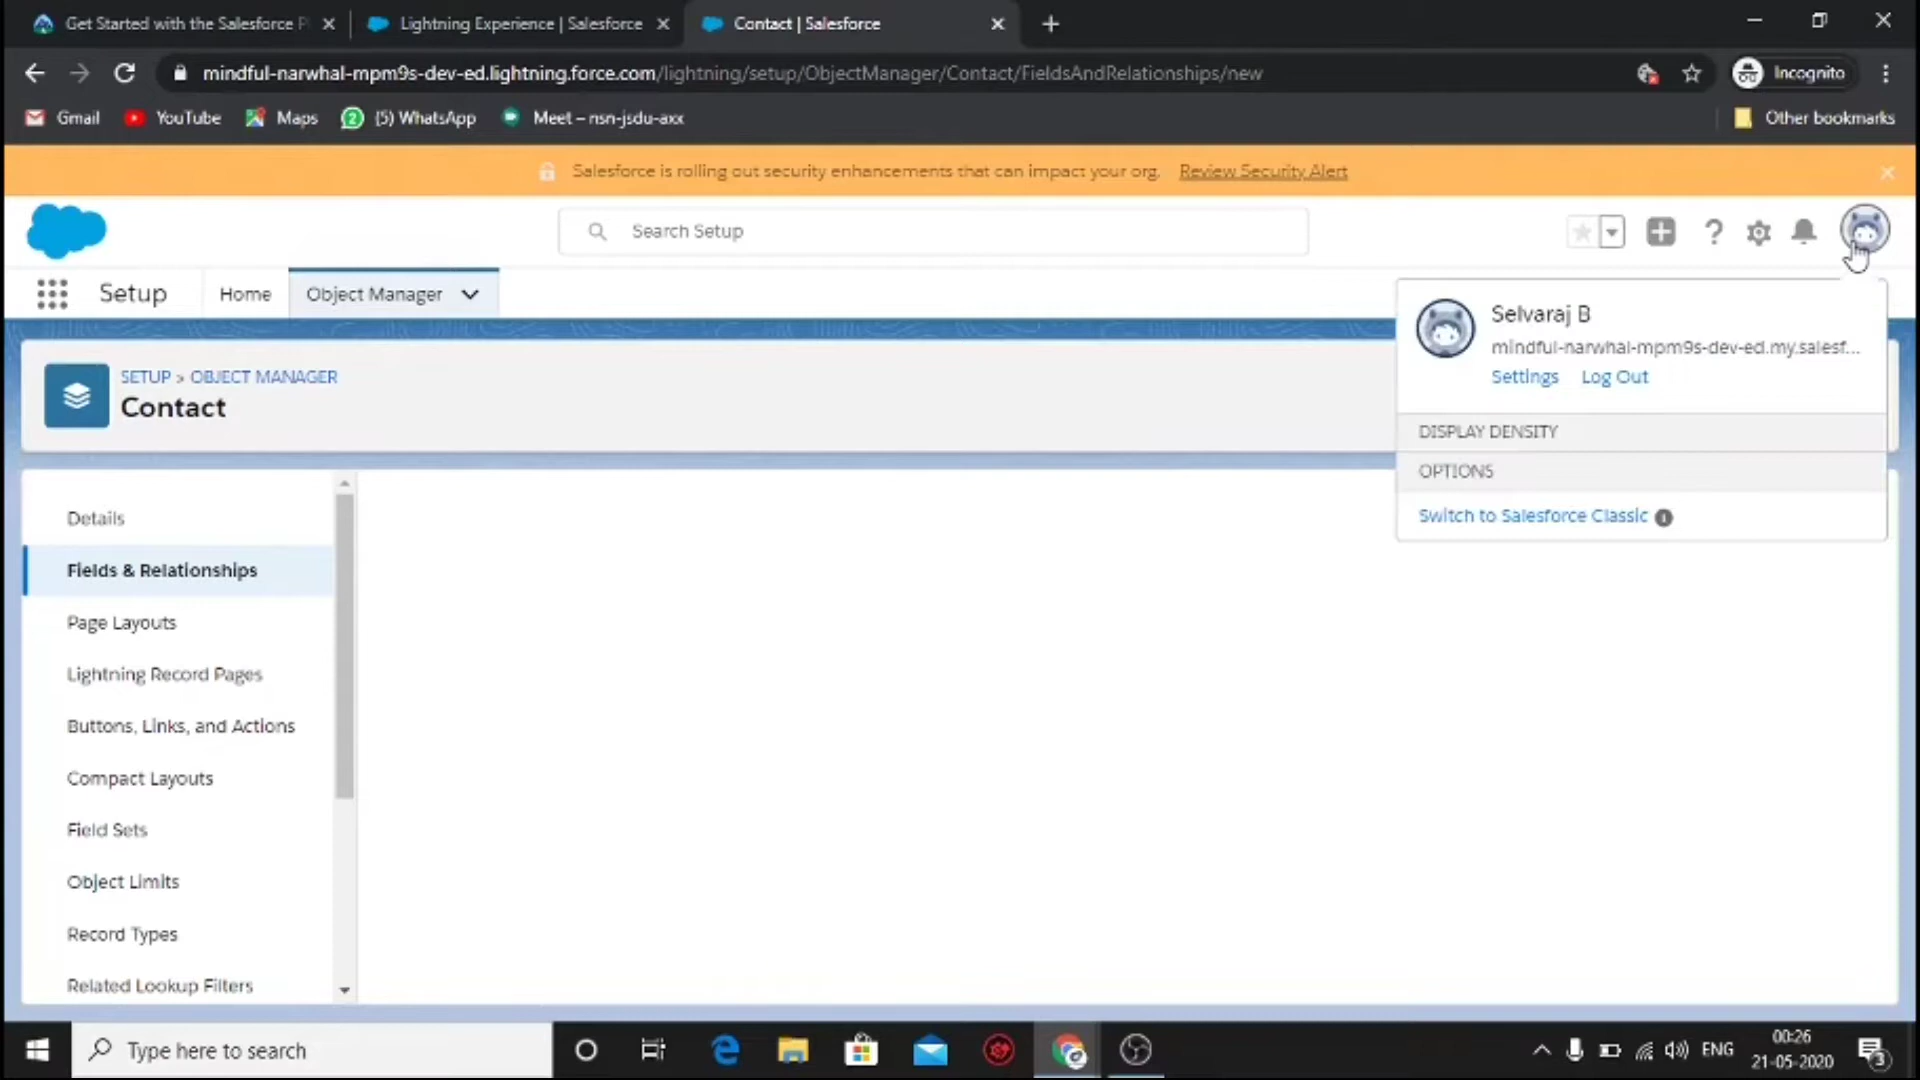 Get Started with the Salesforce P
Lightning Experience | Salesforce
Contact | Salesforce
mindful-narwhal-mpm9s-dev-ed.lightning.force.com/lightning/setup/ObjectManager/Contact/FieldsAndRelationships/new
Incognito
Gmail
YouTube
Maps
(5) WhatsApp
Meet – nsn-jsdu-axx
Other bookmarks
Salesforce is rolling out security enhancements that can impact your org. Review Security Alert
Search Setup
Setup
Home
Object Manager
Selvaraj B
mindful-narwhal-mpm9s-dev-ed.my.salesf...
Settings Log Out
DISPLAY DENSITY
OPTIONS
Switch to Salesforce Classic
SETUP > OBJECT MANAGER
Contact
Details
Fields & Relationships
Page Layouts
Lightning Record Pages
Buttons, Links, and Actions
Compact Layouts
Field Sets
Object Limits
Record Types
Related Lookup Filters
Type here to search
ENG
00:26
21-05-2020
3